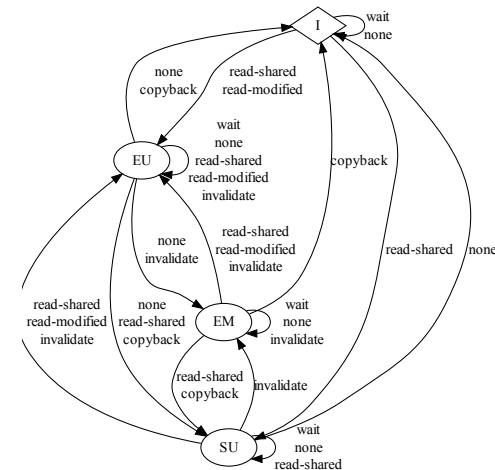 I
wait
none
none
copyback
read-shared
read-modified
EU
wait
none
read-shared
read-modified
invalidate
copyback
none
invalidate
read-shared
read-modified
invalidate
read-shared
none
read-shared
read-modified
invalidate
none
read-shared
copyback
EM
wait
none
invalidate
read-shared
copyback
invalidate
SU
wait
none
read-shared